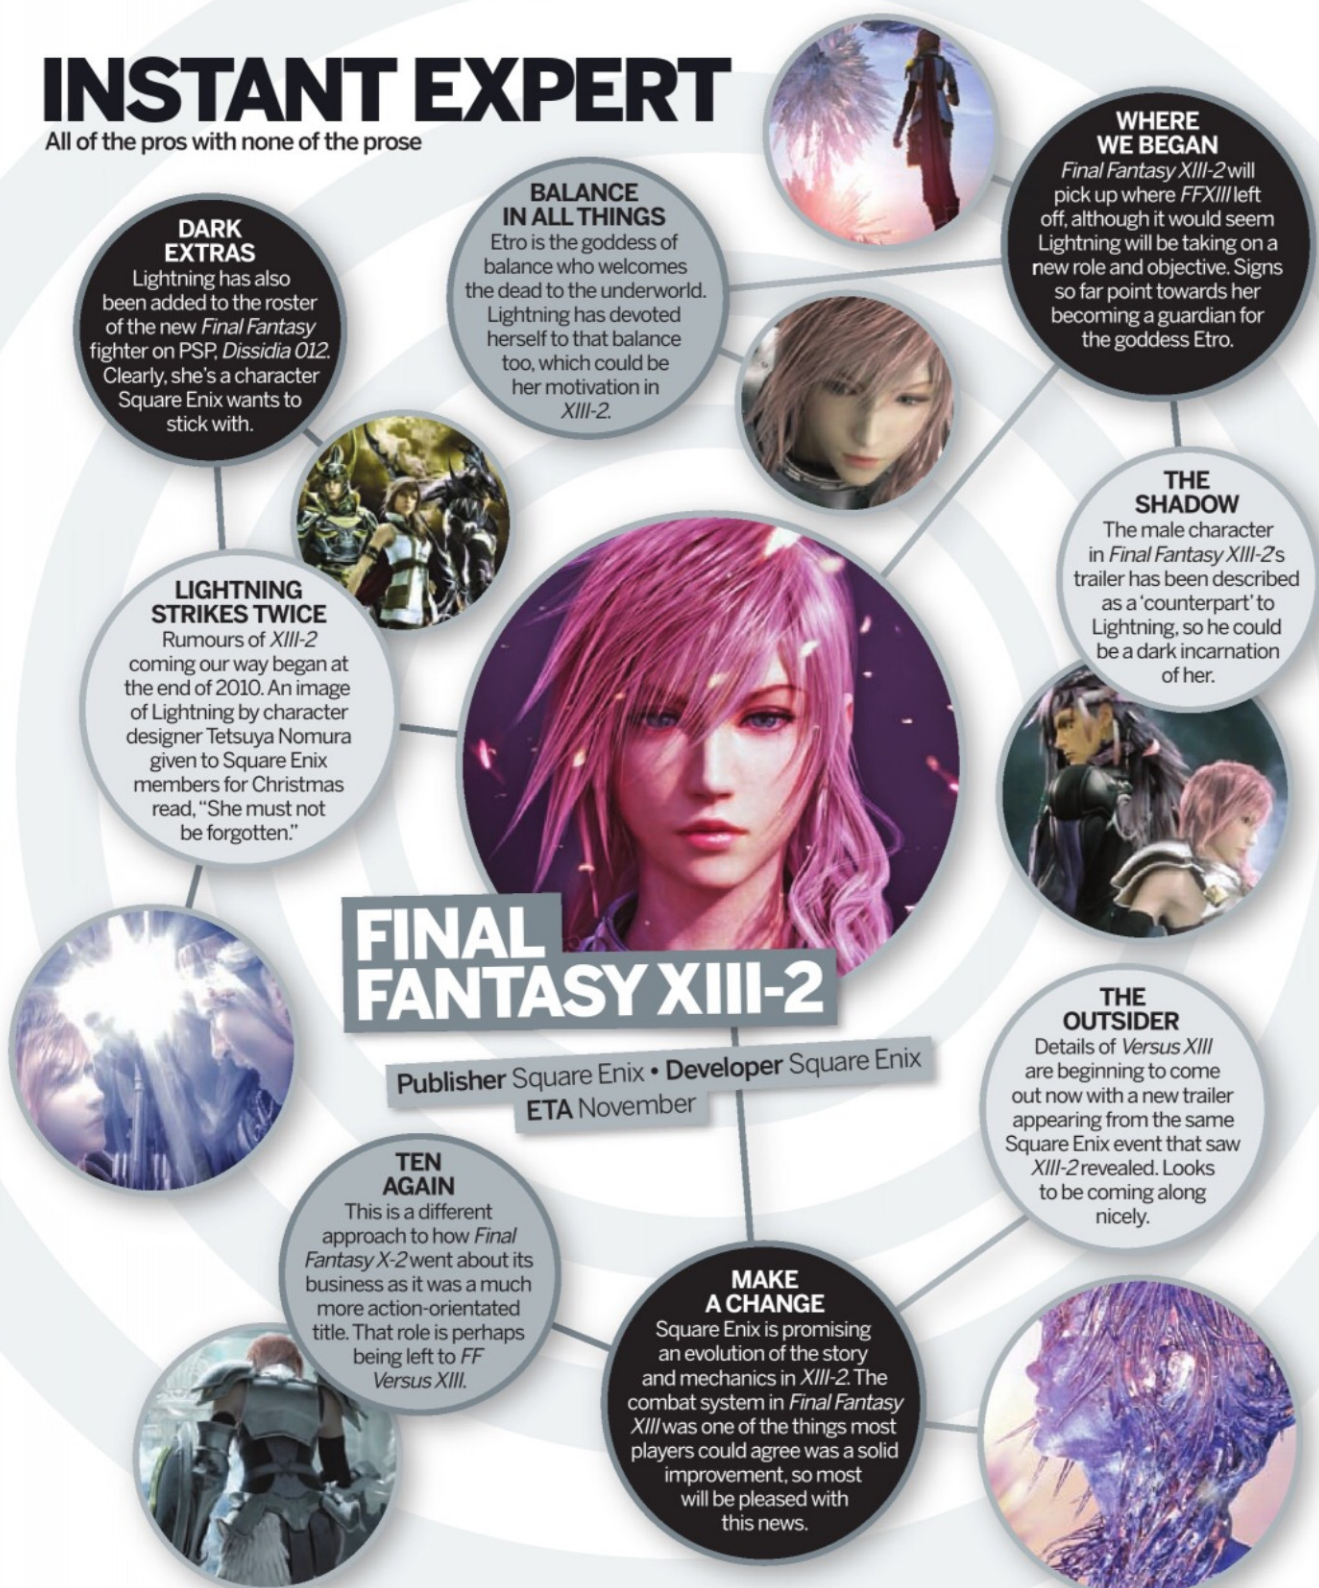 INSTANT EXPERT
All of the pros with none of the prose
DARK
EXTRAS
Lightning has also
been added to the roster
of the new Final Fantasy
fighter on PSP, Dissidia 012.
Clearly, she's a character
Square Enix wants to
stick with.
BALANCE
IN ALL THINGS
Etro is the goddess of
balance who welcomes
the dead to the underworld.
Lightning has devoted
herself to that balance
too, which could be
her motivation in
XIII-2.
WHERE
WE BEGAN
Final Fantasy XIII-2 will
pick up where FFXIII left
off, although it would seem
Lightning will be taking on a
new role and objective. Signs
so far point towards her
becoming a guardian for
the goddess Etro.
THE
SHADOW
The male character
in Final Fantasy XIII-2's
trailer has been described
as a 'counterpart' to
Lightning, so he could
be a dark incarnation
of her.
LIGHTNING
STRIKES TWICE
Rumours of XIII-2
coming our way began at
the end of 2010. An image
of Lightning by character
designer Tetsuya Nomura
given to Square Enix
members for Christmas
read, “She must not
be forgotten.”
FINAL
FANTASY XIII-2
Publisher Square Enix • Developer Square Enix
ETA November
THE
OUTSIDER
Details of Versus XIII
are beginning to come
out now with a new trailer
appearing from the same
Square Enix event that saw
XIII-2 revealed. Looks
to be coming along
nicely.
TEN
AGAIN
This is a different
approach to how Final
Fantasy X-2 went about its
business as it was a much
more action-orientated
title. That role is perhaps
being left to FF
Versus XIII.
MAKE
A CHANGE
Square Enix is promising
an evolution of the story
and mechanics in XIII-2. The
combat system in Final Fantasy
XIII was one of the things most
players could agree was a solid
improvement, so most
will be pleased with
this news.